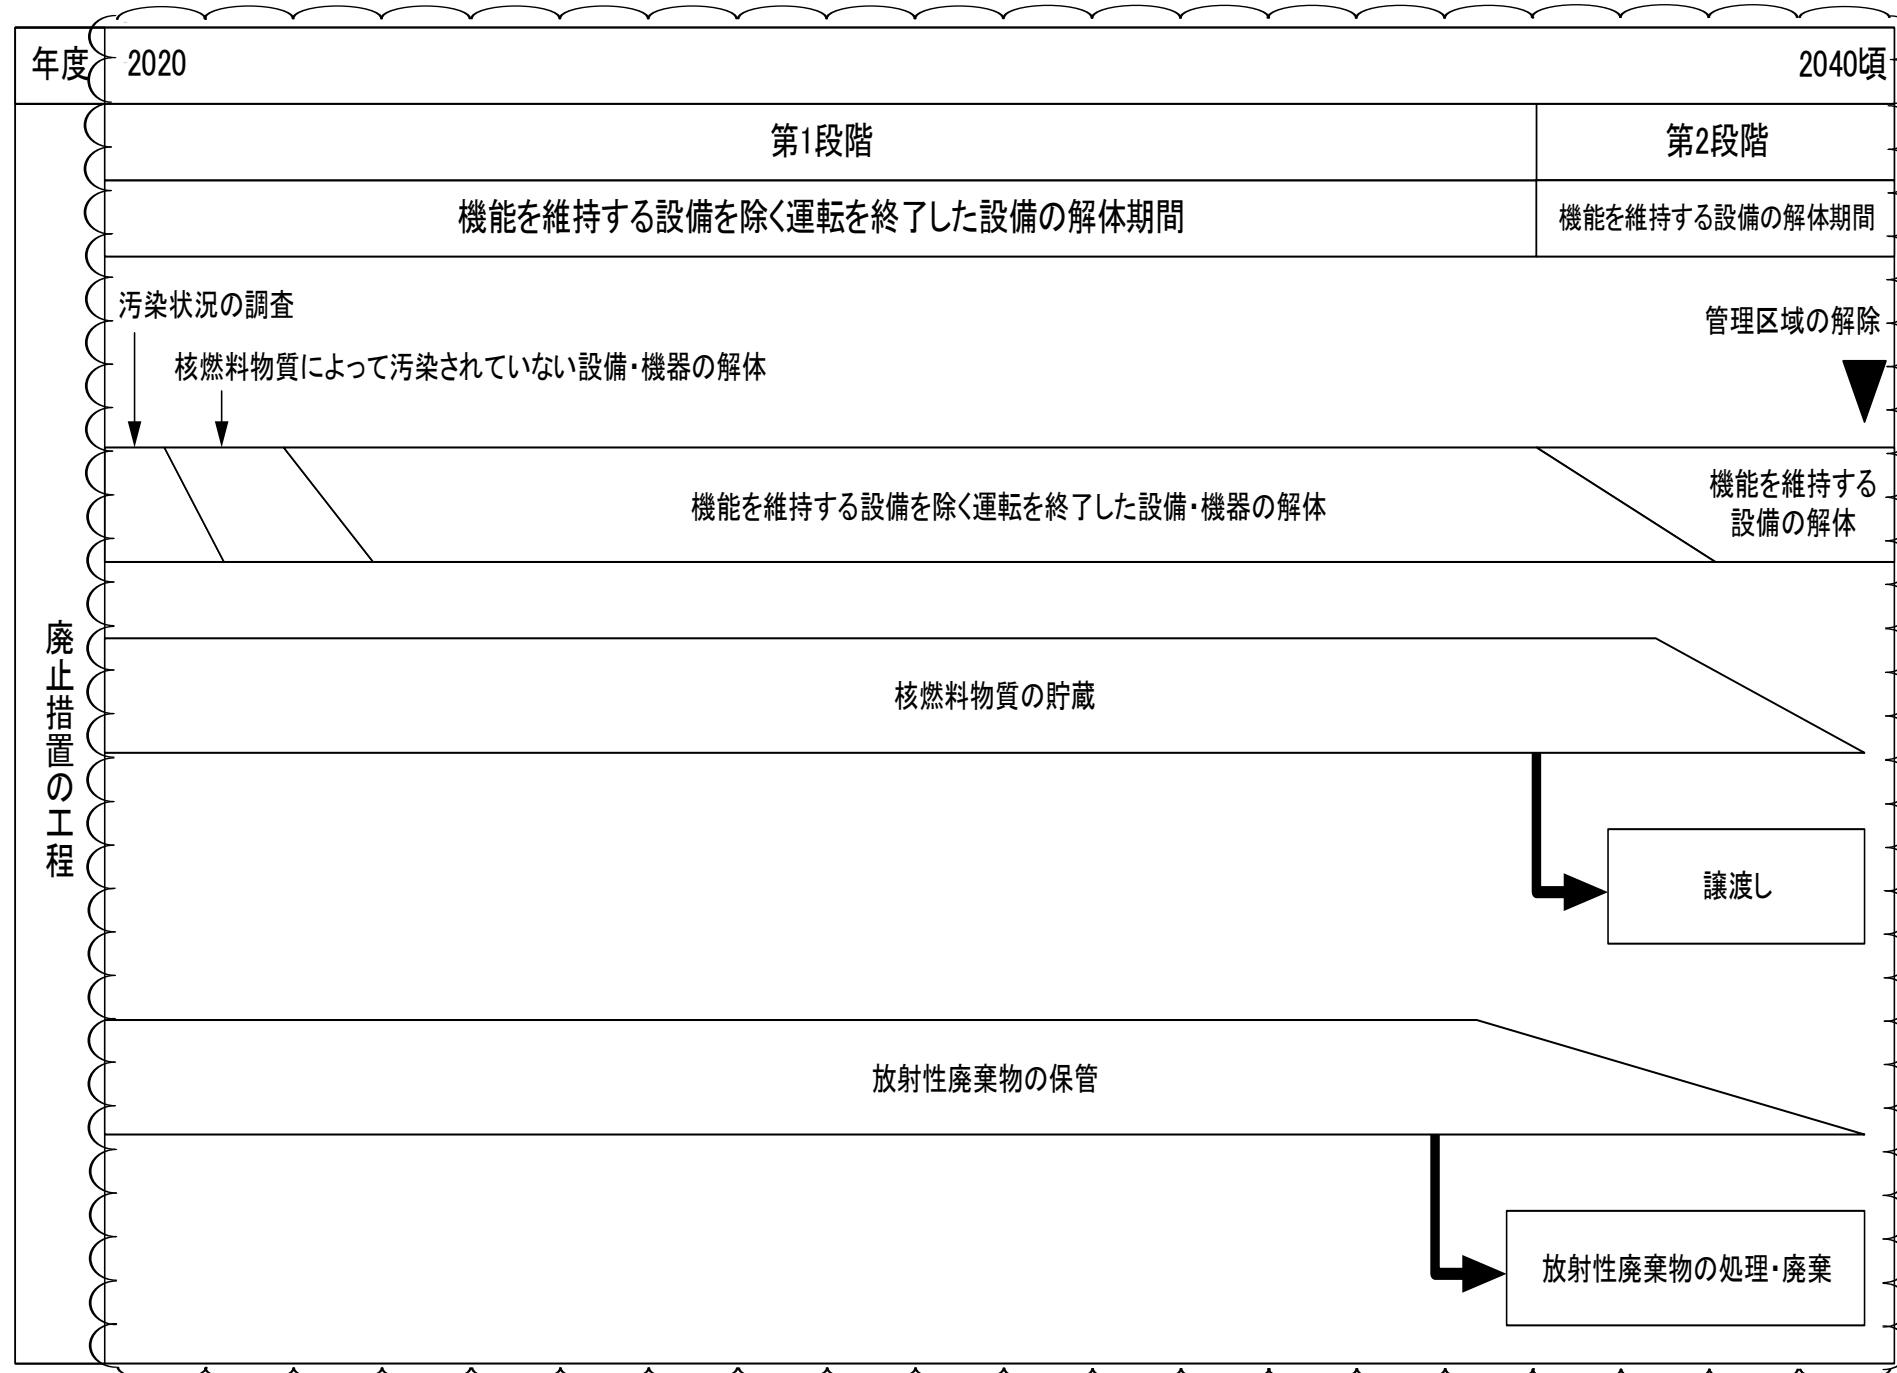 年度
2020
2040頃
第1段階
第2段階
機能を維持する設備を除く運転を終了した設備の解体期間
機能を維持する設備の解体期間
汚染状況の調査
管理区域の解除
核燃料物質によって汚染されていない設備・機器の解体
機能を維持する設備を除く運転を終了した設備・機器の解体
機能を維持する
設備の解体
廃止措置の工程
核燃料物質の貯蔵
譲渡し
放射性廃棄物の保管
放射性廃棄物の処理・廃棄